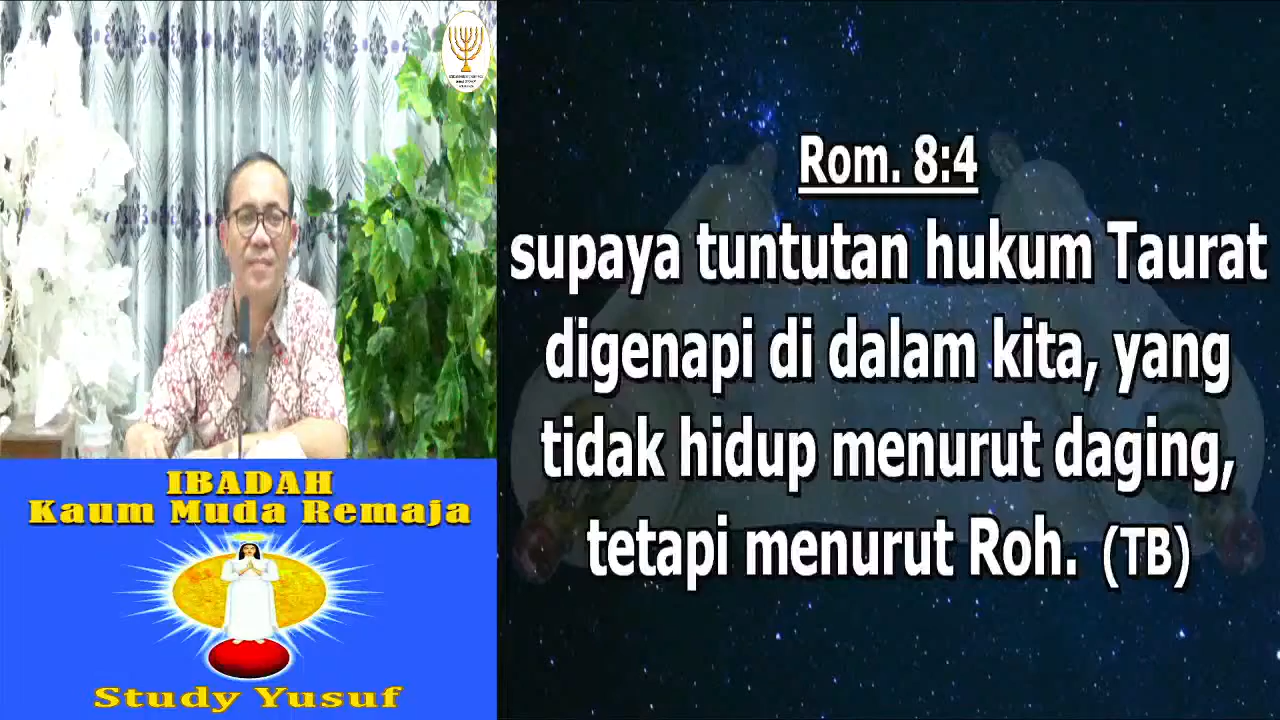 IBADAH
Kaum Muda Remaja
Study Yusuf
Rom. 8:4
supaya tuntutan hukum Taurat
digenapi di dalam kita, yang
tidak hidup menurut daging,
tetapi menurut Roh. (TB)